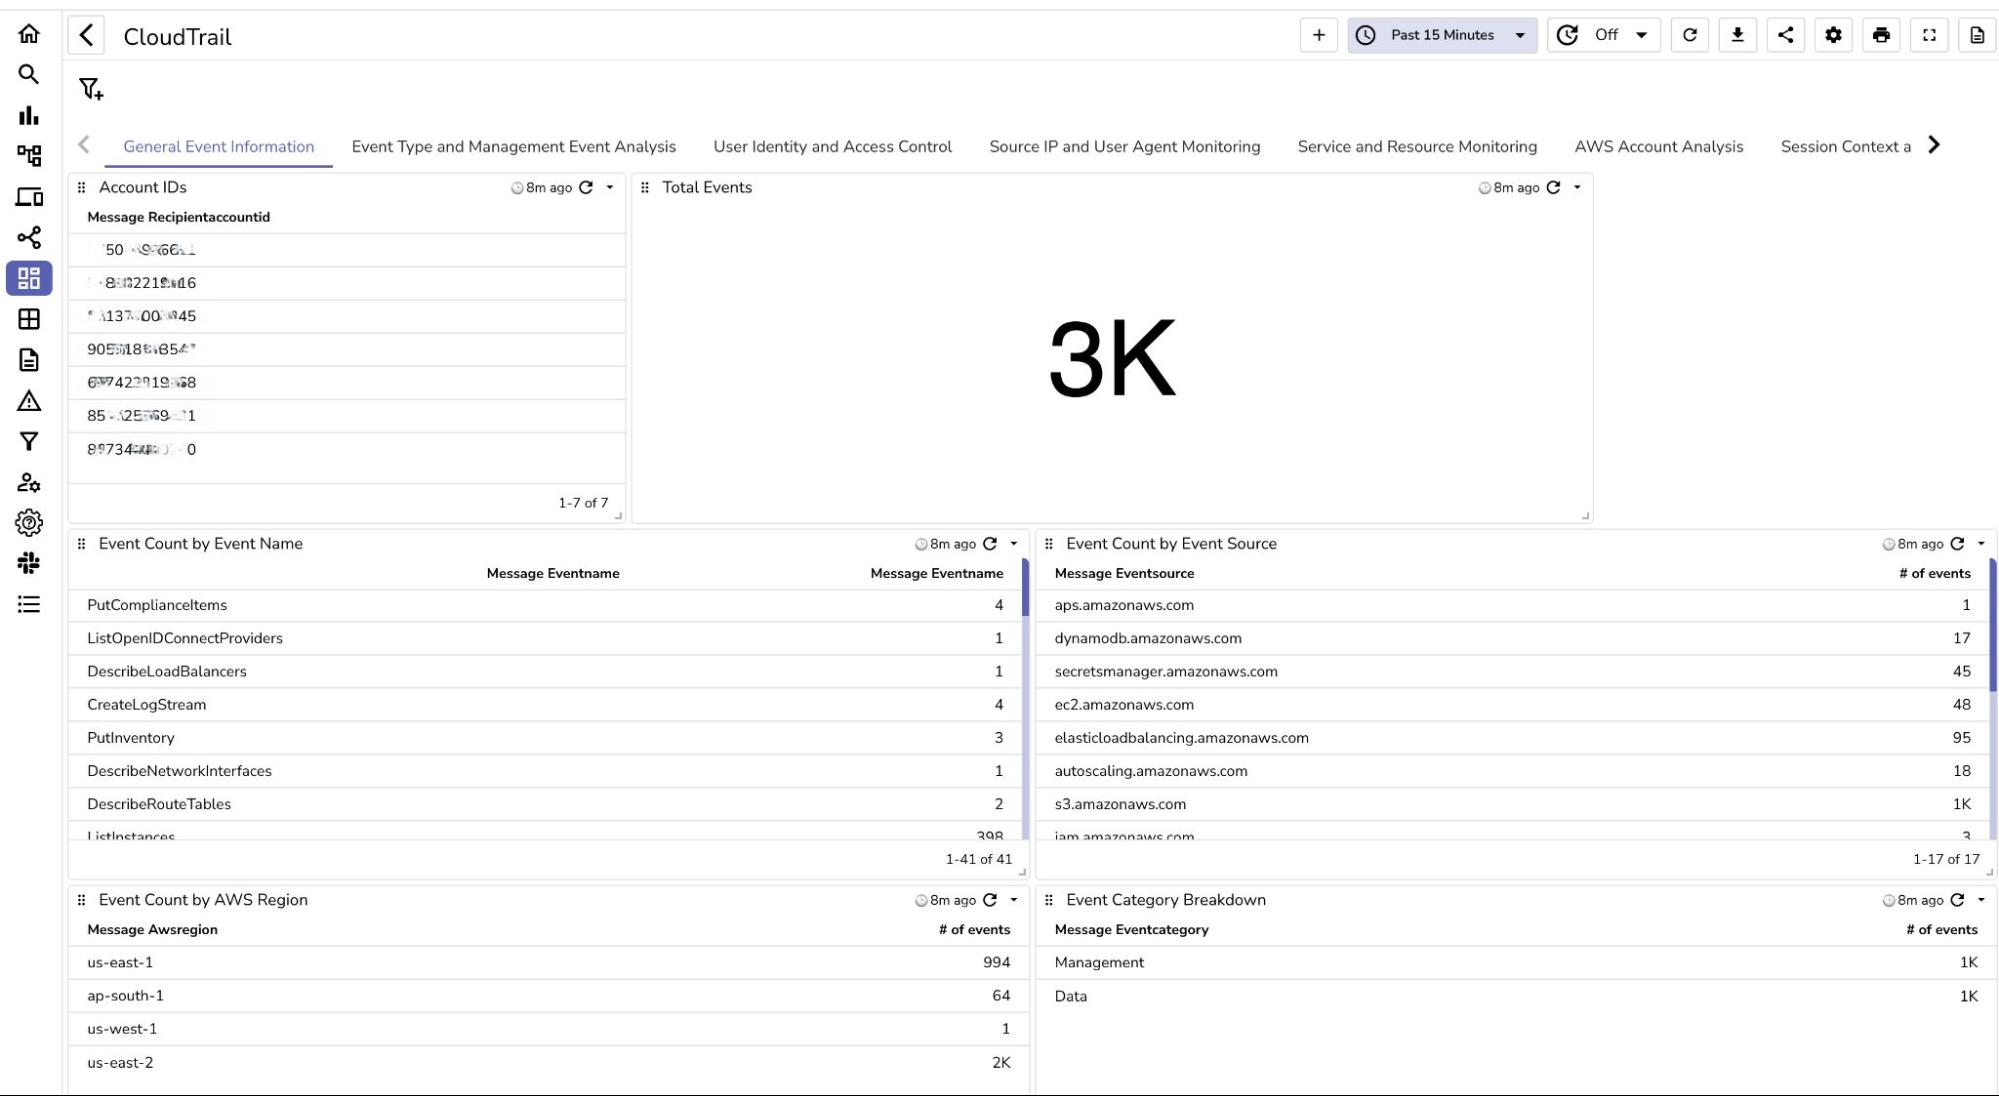 CloudTrail
Past 15 Minutes
Off
General Event Information
Event Type and Management Event Analysis
User Identity and Access Control
Source IP and User Agent Monitoring
Service and Resource Monitoring
AWS Account Analysis
Session Context a
Account IDs
8m ago
Message Recipientaccountid
1-7 of 7
Total Events
8m ago
3K
Event Count by Event Name
8m ago
Message Eventname Message Eventname
PutComplianceItems 4
ListOpenIDConnectProviders 1
DescribeLoadBalancers 1
CreateLogStream 4
PutInventory 3
DescribeNetworkInterfaces 1
DescribeRouteTables 2
ListInstances 398
1-41 of 41
Event Count by Event Source
8m ago
Message Eventsource # of events
aps.amazonaws.com 1
dynamodb.amazonaws.com 17
secretsmanager.amazonaws.com 45
ec2.amazonaws.com 48
elasticloadbalancing.amazonaws.com 95
autoscaling.amazonaws.com 18
s3.amazonaws.com 1K
iam.amazonaws.com 3
1-17 of 17
Event Count by AWS Region
8m ago
Message Awsregion # of events
us-east-1 994
ap-south-1 64
us-west-1 1
us-east-2 2K
Event Category Breakdown
8m ago
Message Eventcategory # of events
Management 1K
Data 1K